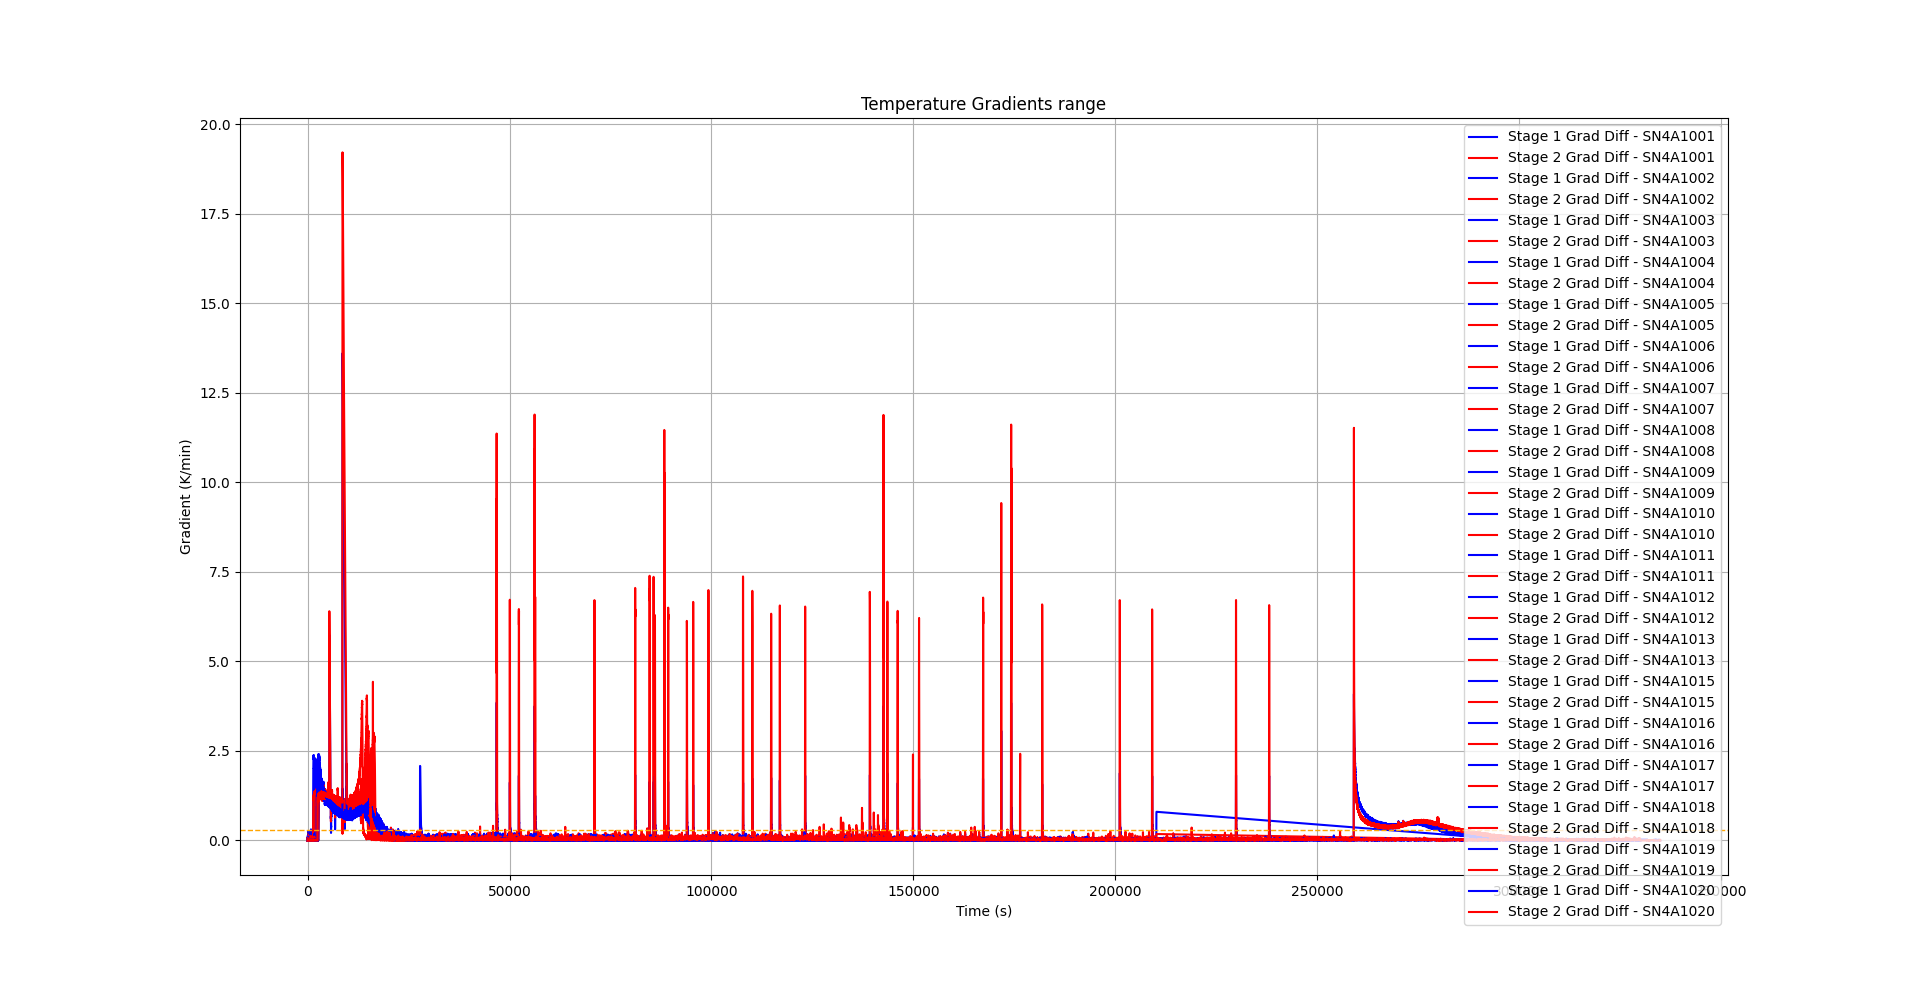 Temperature Gradients range
Gradient (K/min)
20.0
17.5
15.0
12.5
10.0
7.5
5.0
2.5
0.0
0
50000
100000
150000
200000
250000
Time (s)
Stage 1 Grad Diff - SN4A1001
Stage 2 Grad Diff - SN4A1001
Stage 1 Grad Diff - SN4A1002
Stage 2 Grad Diff - SN4A1002
Stage 1 Grad Diff - SN4A1003
Stage 2 Grad Diff - SN4A1003
Stage 1 Grad Diff - SN4A1004
Stage 2 Grad Diff - SN4A1004
Stage 1 Grad Diff - SN4A1005
Stage 2 Grad Diff - SN4A1005
Stage 1 Grad Diff - SN4A1006
Stage 2 Grad Diff - SN4A1006
Stage 1 Grad Diff - SN4A1007
Stage 2 Grad Diff - SN4A1007
Stage 1 Grad Diff - SN4A1008
Stage 2 Grad Diff - SN4A1008
Stage 1 Grad Diff - SN4A1009
Stage 2 Grad Diff - SN4A1009
Stage 1 Grad Diff - SN4A1010
Stage 2 Grad Diff - SN4A1010
Stage 1 Grad Diff - SN4A1011
Stage 2 Grad Diff - SN4A1011
Stage 1 Grad Diff - SN4A1012
Stage 2 Grad Diff - SN4A1012
Stage 1 Grad Diff - SN4A1013
Stage 2 Grad Diff - SN4A1013
Stage 1 Grad Diff - SN4A1015
Stage 2 Grad Diff - SN4A1015
Stage 1 Grad Diff - SN4A1016
Stage 2 Grad Diff - SN4A1016
Stage 1 Grad Diff - SN4A1017
Stage 2 Grad Diff - SN4A1017
Stage 1 Grad Diff - SN4A1018
Stage 2 Grad Diff - SN4A1018
Stage 1 Grad Diff - SN4A1019
Stage 2 Grad Diff - SN4A1019
Stage 1 Grad Diff - SN4A1020
Stage 2 Grad Diff - SN4A1020